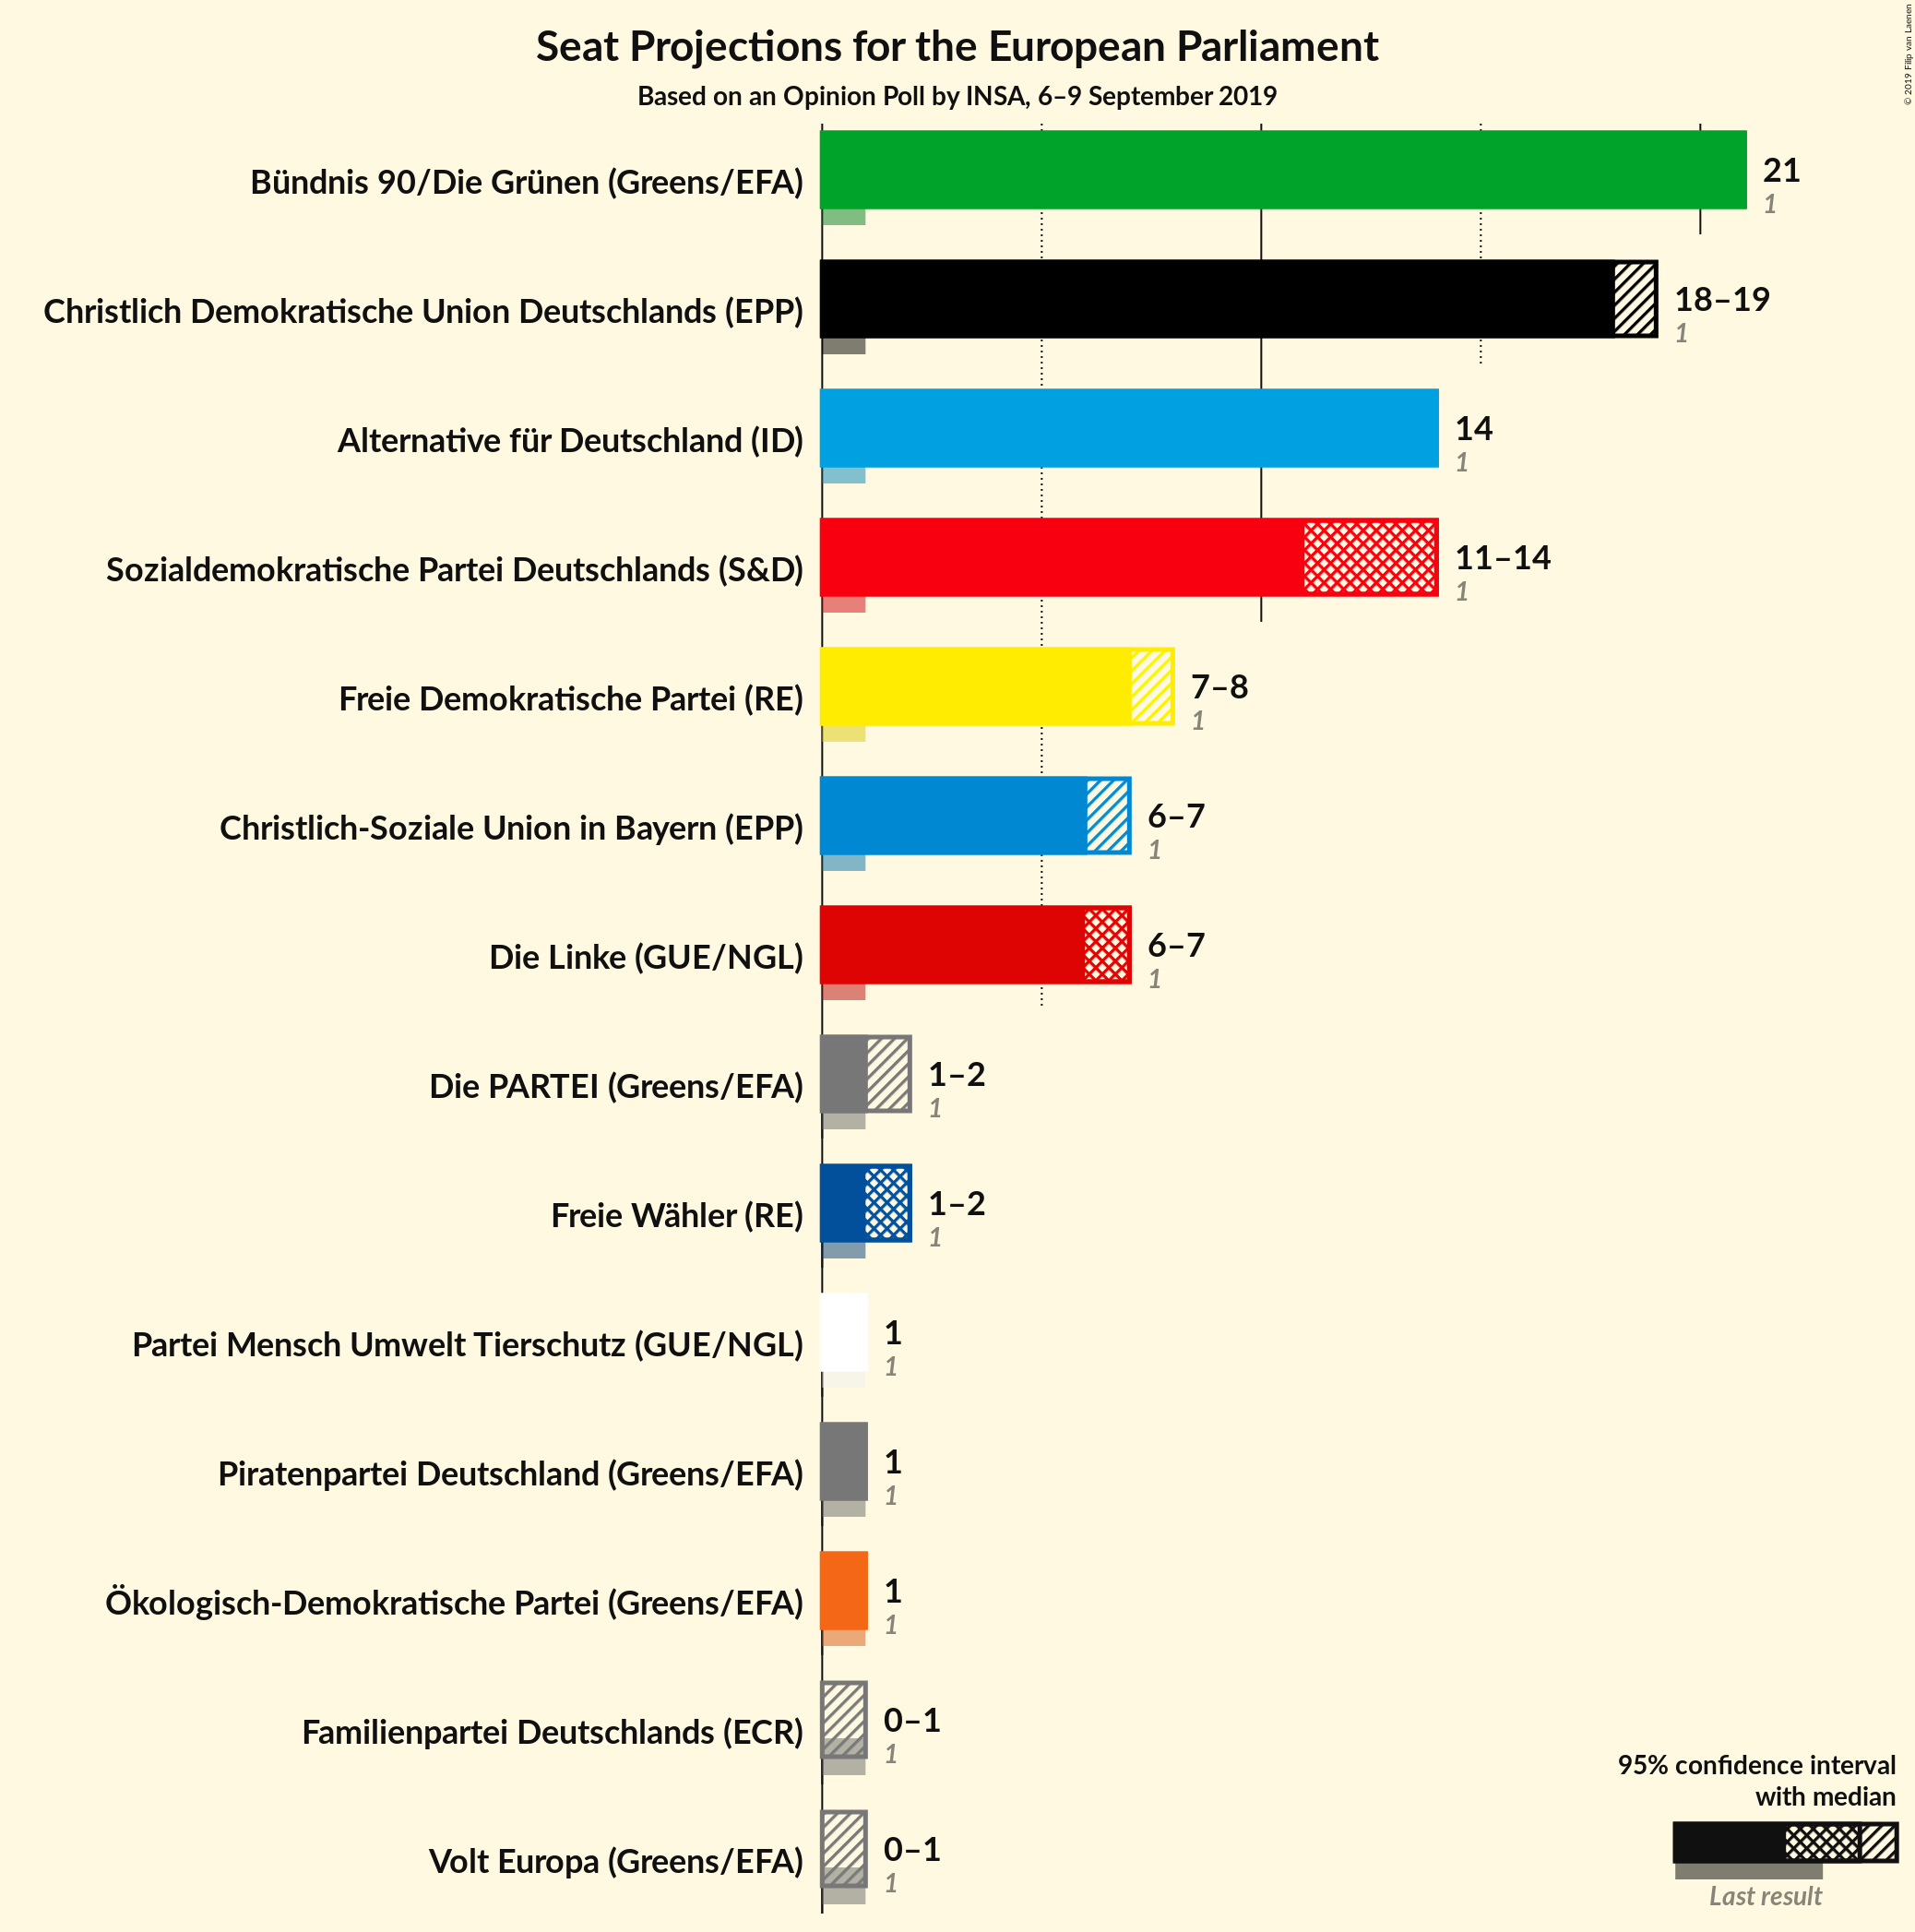 Seat Projections for the European Parliament
Based on an Opinion Poll by INSA, 6–9 September 2019
© 2019 Filip van Laenen
Bündnis 90/Die Grünen (Greens/EFA)
21
1
Christlich Demokratische Union Deutschlands (EPP)
18–19
1
Alternative für Deutschland (ID)
14
1
Sozialdemokratische Partei Deutschlands (S&D)
11–14
1
Freie Demokratische Partei (RE)
7–8
1
Christlich-Soziale Union in Bayern (EPP)
6–7
1
Die Linke (GUE/NGL)
6–7
1
Die PARTEI (Greens/EFA)
1–2
1
Freie Wähler (RE)
1–2
1
Partei Mensch Umwelt Tierschutz (GUE/NGL)
1
1
Piratenpartei Deutschland (Greens/EFA)
1
1
Ökologisch-Demokratische Partei (Greens/EFA)
1
1
Familienpartei Deutschlands (ECR)
0–1
1
Volt Europa (Greens/EFA)
0–1
1
95% confidence interval
with median
Last result